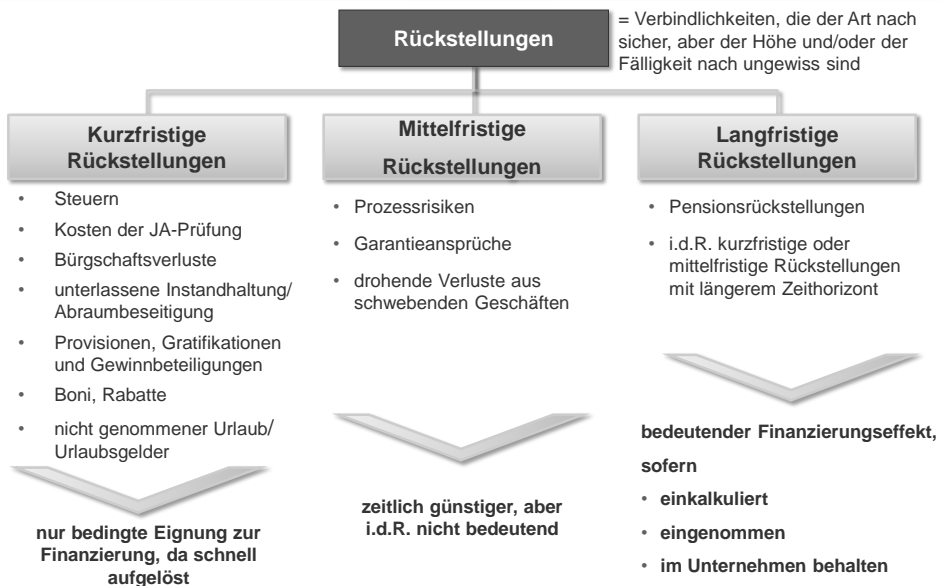 Rückstellungen
= Verbindlichkeiten, die der Art nach
sicher, aber der Höhe und/oder der
Fälligkeit nach ungewiss sind
Kurzfristige
Rückstellungen
• Steuern
• Kosten der JA-Prüfung
• Bürgschaftsverluste
• unterlassene Instandhaltung/
Abraumbeseitigung
• Provisionen, Gratifikationen
und Gewinnbeteiligungen
• Boni, Rabatte
• nicht genommener Urlaub/
Urlaubsgelder
nur bedingte Eignung zur
Finanzierung, da schnell
aufgelöst
Mittelfristige
Rückstellungen
• Prozessrisiken
• Garantieansprüche
• drohende Verluste aus
schwebenden Geschäften
zeitlich günstiger, aber
i.d.R. nicht bedeutend
Langfristige
Rückstellungen
• Pensionsrückstellungen
• i.d.R. kurzfristige oder
mittelfristige Rückstellungen
mit längerem Zeithorizont
bedeutender Finanzierungseffekt,
sofern
• einkalkuliert
• eingenommen
• im Unternehmen behalten